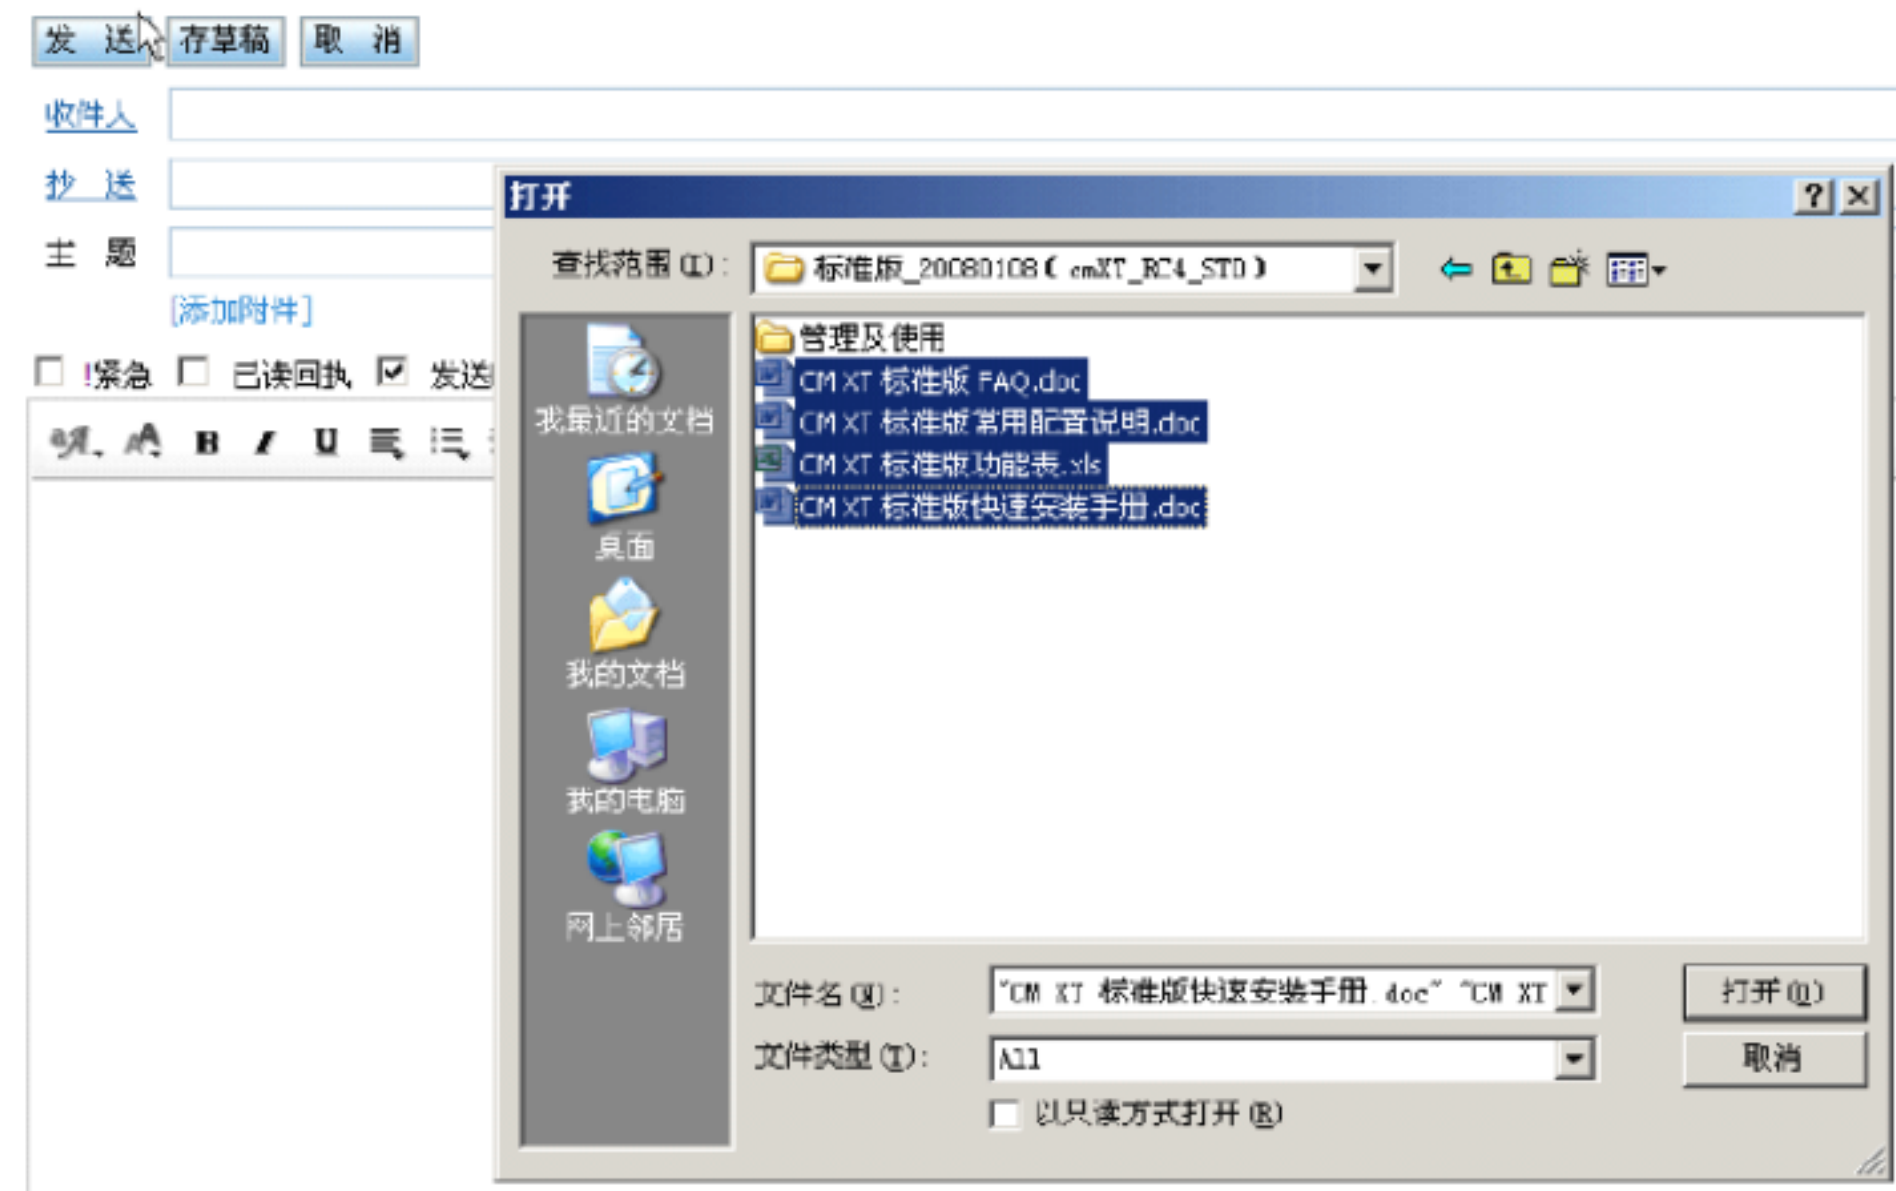 发 送 存草稿 取 消
收件人
抄 送
主 题
[添加附件]
!紧急 已读回执 发送
B I U
打开
查找范围(I):
标准版_20080108( cmXT_RC4_STD )
我最近的文档
桌面
我的文档
我的电脑
网上邻居
管理及使用
CM XT 标准版 FAQ.doc
CM XT 标准版常用配置说明.doc
CM XT 标准版功能表.xls
CM XT 标准版快速安装手册.doc
文件名(N):
"CM XT 标准版快速安装手册.doc" "CM XT
打开(O)
文件类型(T):
All
取消
以只读方式打开(R)